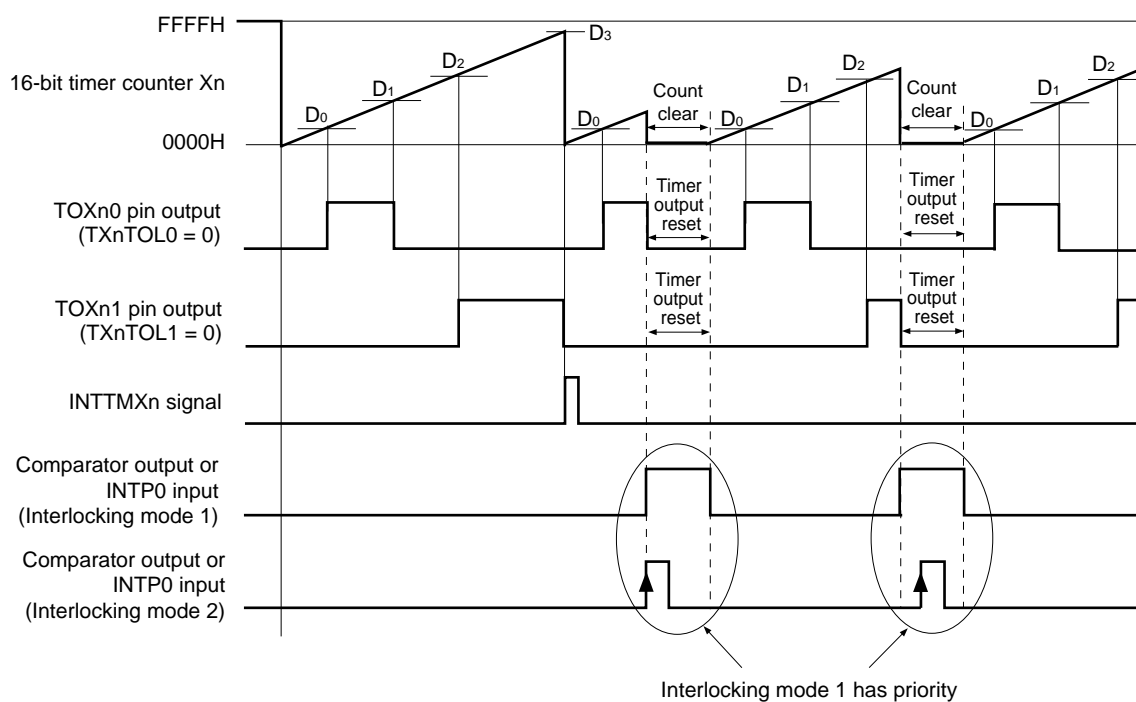 FFFFH
16-bit timer counter Xn
0000H
D0
D1
D2
D3
D0
Count
clear
D0
D1
D2
Count
clear
D0
D1
D2
TOXn0 pin output
(TXnTOL0 = 0)
Timer
output
reset
Timer
output
reset
TOXn1 pin output
(TXnTOL1 = 0)
Timer
output
reset
Timer
output
reset
INTTMXn signal
Comparator output or
INTP0 input
(Interlocking mode 1)
Comparator output or
INTP0 input
(Interlocking mode 2)
Interlocking mode 1 has priority